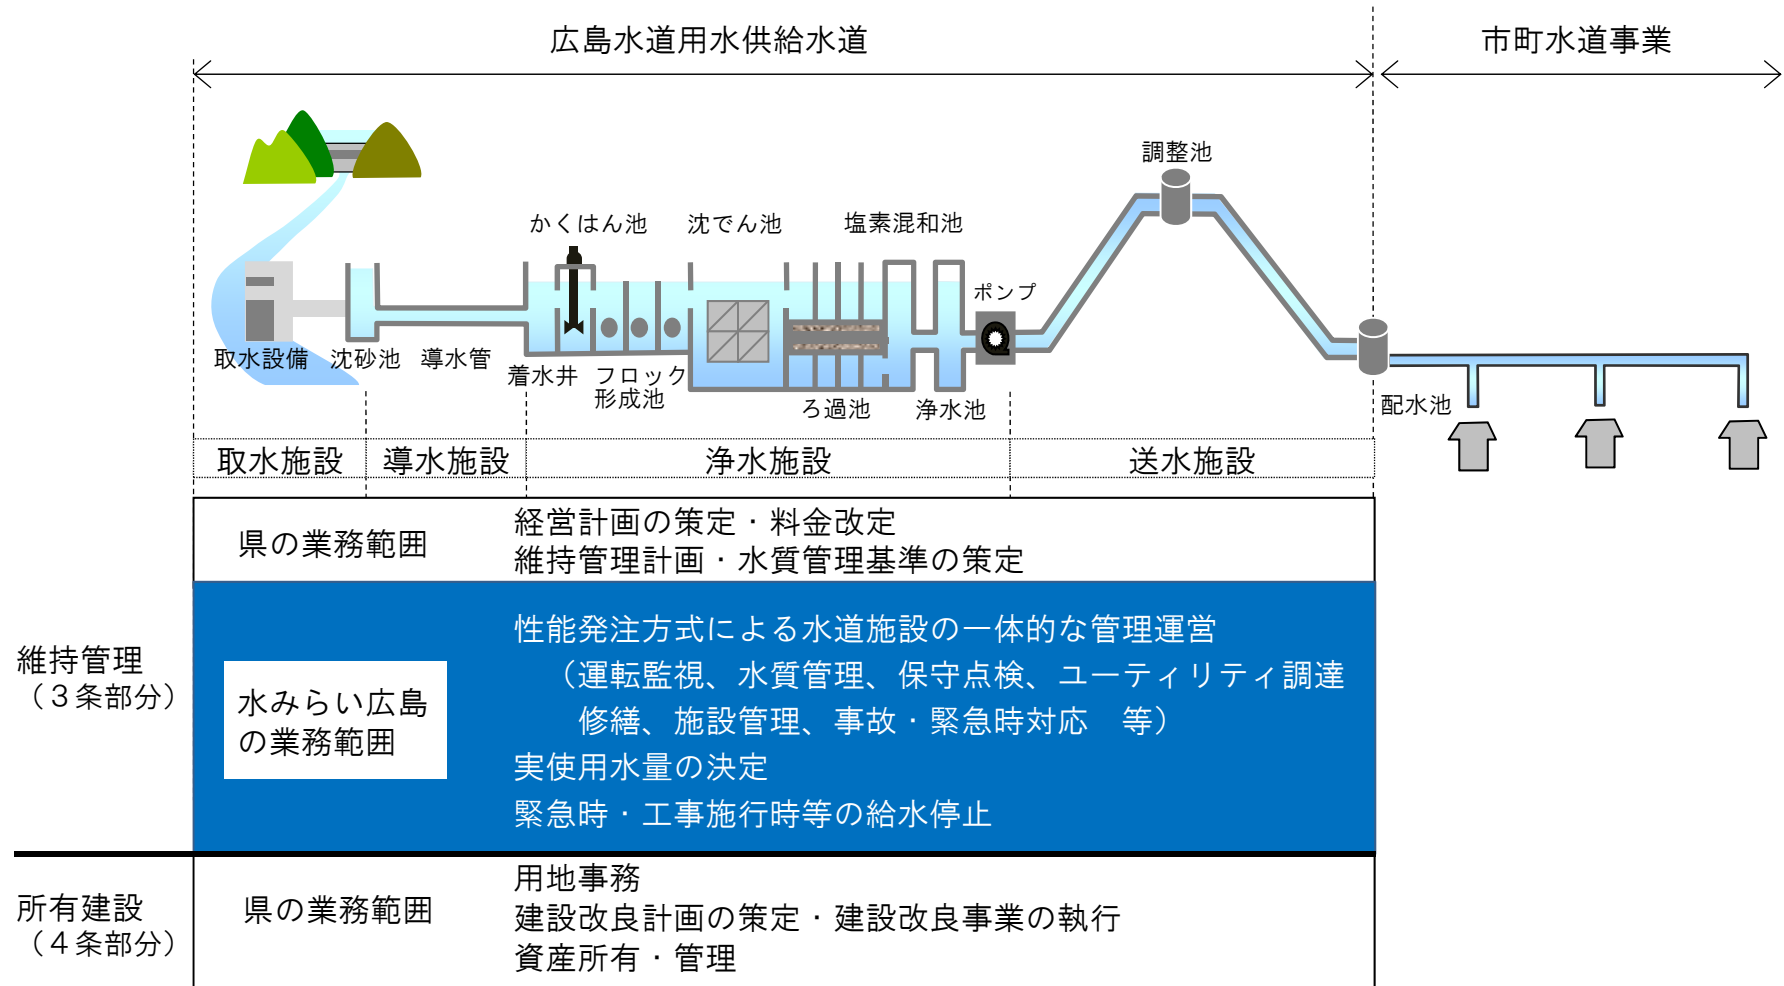 広島水道用水供給水道
市町水道事業
調整池
かくはん池
沈でん池
塩素混和池
ポンプ
取水設備
沈砂池
導水管
着水井
フロック
形成池
ろ過池
浄水池
配水池
取水施設
導水施設
浄水施設
送水施設
県の業務範囲
経営計画の策定・料金改定
維持管理計画・水質管理基準の策定
維持管理
（３条部分）
水みらい広島
の業務範囲
性能発注方式による水道施設の一体的な管理運営
（運転監視、水質管理、保守点検、ユーティリティ調達
修繕、施設管理、事故・緊急時対応　等）
実使用水量の決定
緊急時・工事施行時等の給水停止
所有建設
（４条部分）
県の業務範囲
用地事務
建設改良計画の策定・建設改良事業の執行
資産所有・管理